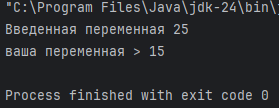 "C:\Program Files\Java\jdk-24\bin\
Введенная переменная 25
ваша переменная > 15
Process finished with exit code 0